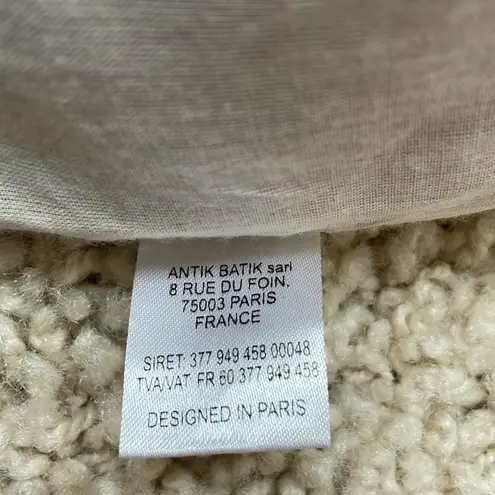 ANTIK BATIK sarl
8 RUE DU FOIN.
75003 PARIS
FRANCE
SIRET: 377 949 458 00048
TVA/VAT: FR 60 377 949 458
DESIGNED IN PARIS